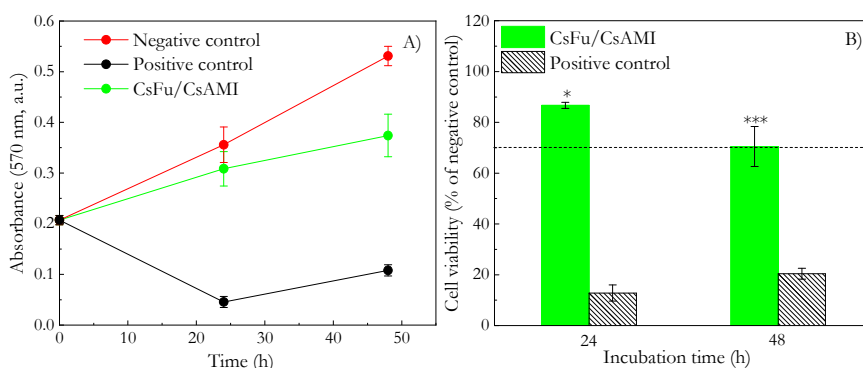 A)
Negative control
Positive control
CsFu/CsAMI
Absorbance (570 nm, a.u.)
0.6
0.5
0.4
0.3
0.2
0.1
0.0
0 10 20 30 40 50
Time (h)
B)
CsFu/CsAMI
Positive control
Cell viability (% of negative control)
120
100
80
60
40
20
0
*
***
24 48
Incubation time (h)